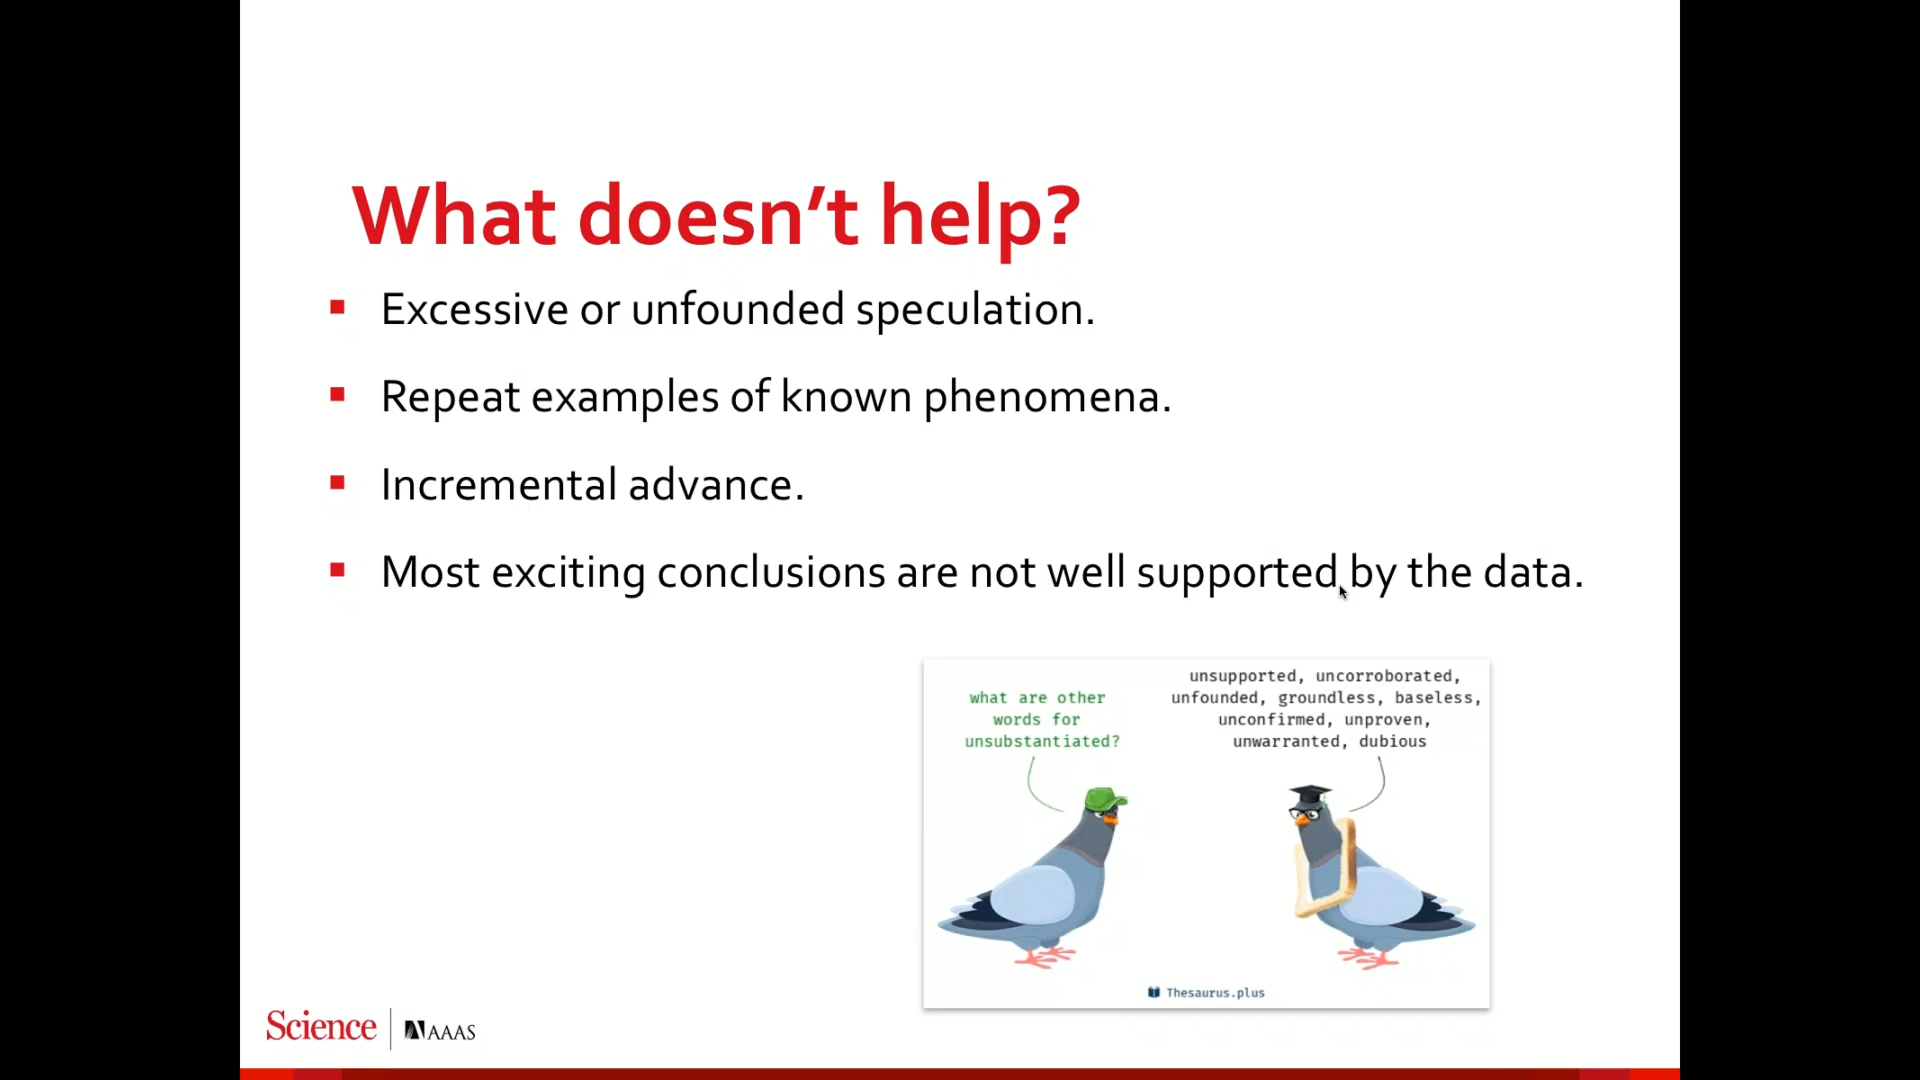 What doesn’t help?
Excessive or unfounded speculation.
Repeat examples of known phenomena.
Incremental advance.
Most exciting conclusions are not well supported by the data.
what are other
words for
unsubstantiated?
unsupported, uncorroborated,
unfounded, groundless, baseless,
unconfirmed, unproven,
unwarranted, dubious
Thesaurus.plus
Science
AAAS